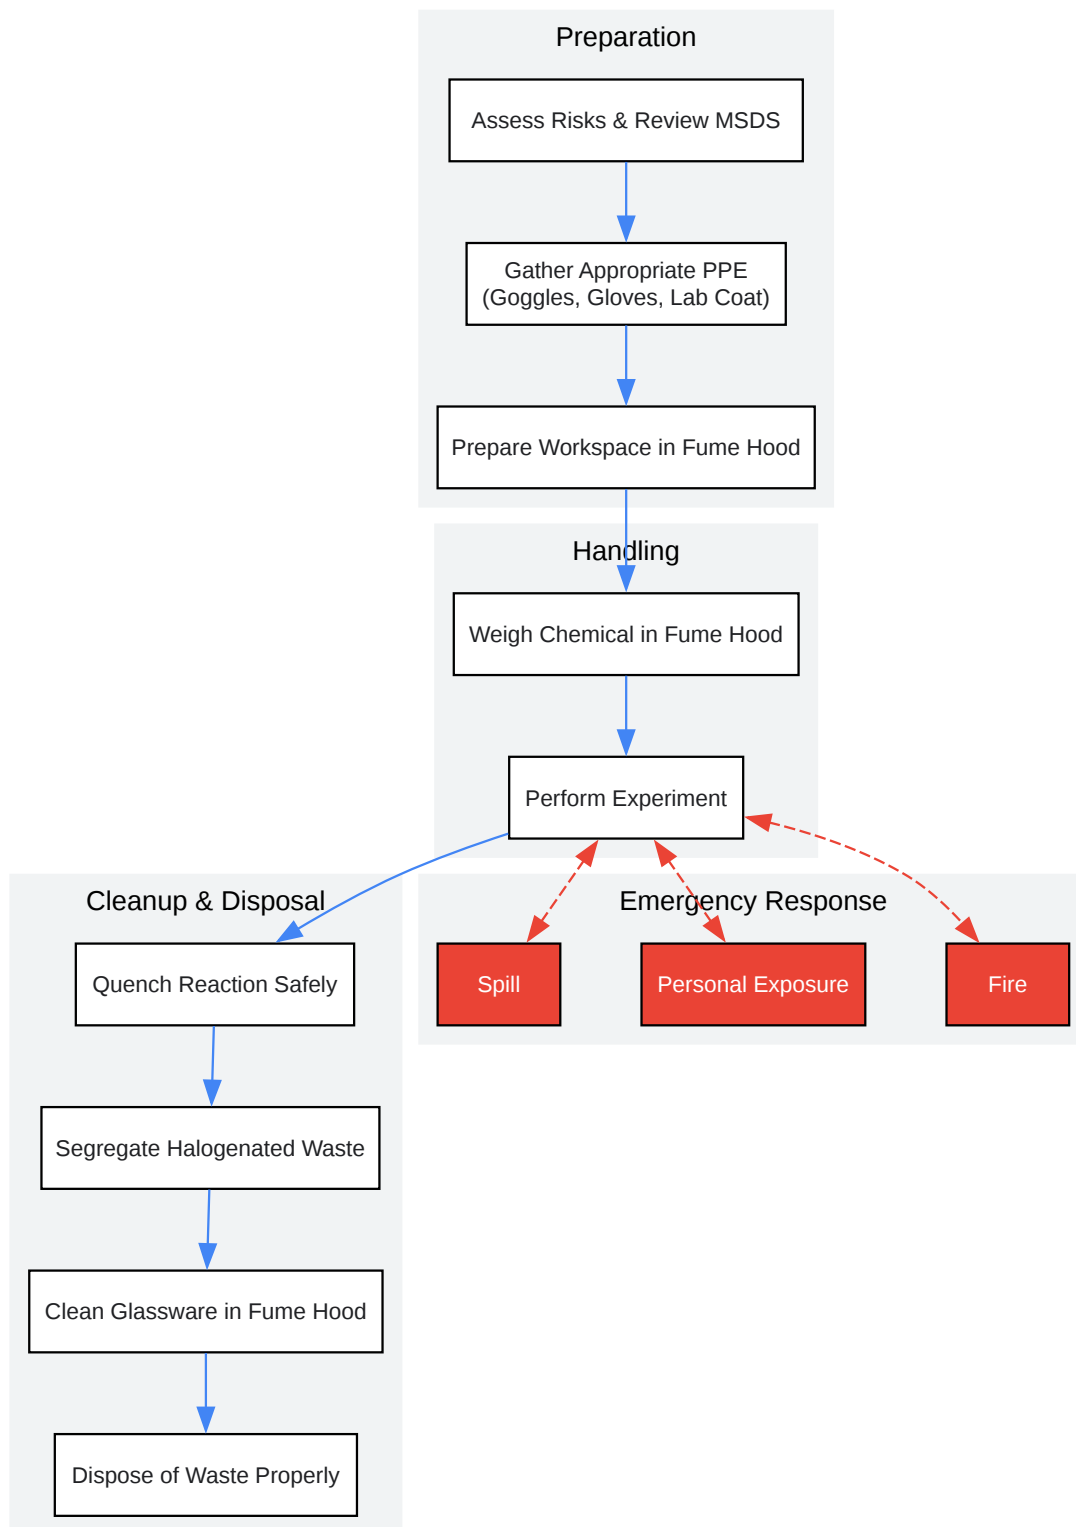 Preparation
Assess Risks & Review MSDS
Gather Appropriate PPE
(Goggles, Gloves, Lab Coat)
Prepare Workspace in Fume Hood
Handling
Weigh Chemical in Fume Hood
Perform Experiment
Cleanup & Disposal
Quench Reaction Safely
Segregate Halogenated Waste
Clean Glassware in Fume Hood
Dispose of Waste Properly
Emergency Response
Spill
Personal Exposure
Fire